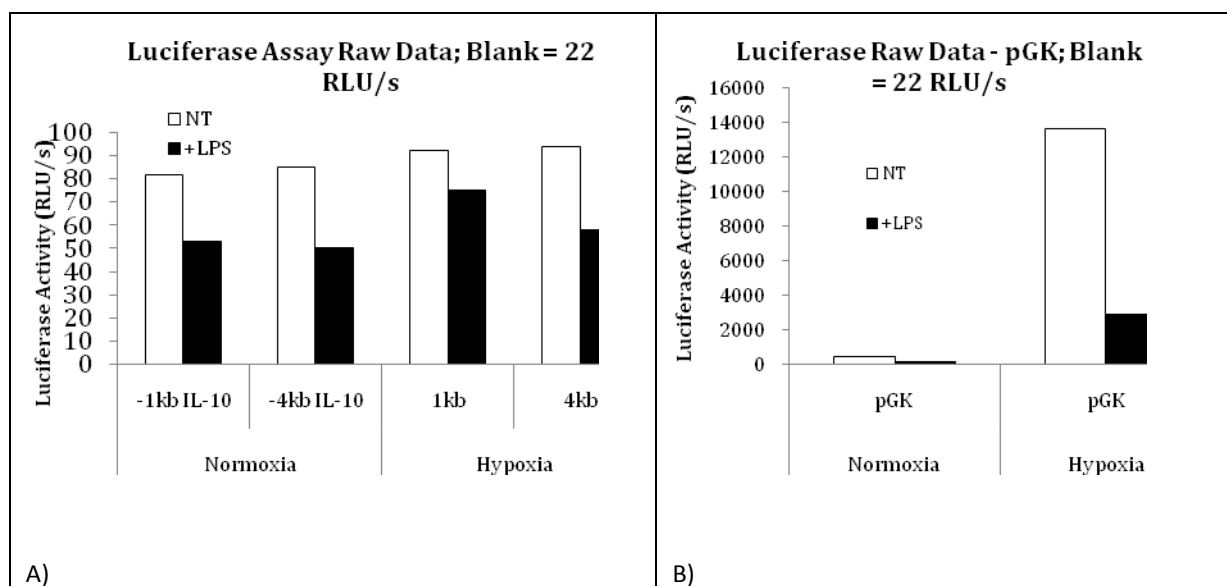 Luciferase Assay Raw Data; Blank = 22
RLU/s
NT
+LPS
Luciferase Activity (RLU/s)
100
90
80
70
60
50
40
30
20
10
0
-1kb IL-10
-4kb IL-10
1kb
4kb
Normoxia
Hypoxia
A)
Luciferase Raw Data - pGK; Blank
= 22 RLU/s
NT
+LPS
Luciferase Activity (RLU/s)
16000
14000
12000
10000
8000
6000
4000
2000
0
pGK
pGK
Normoxia
Hypoxia
B)